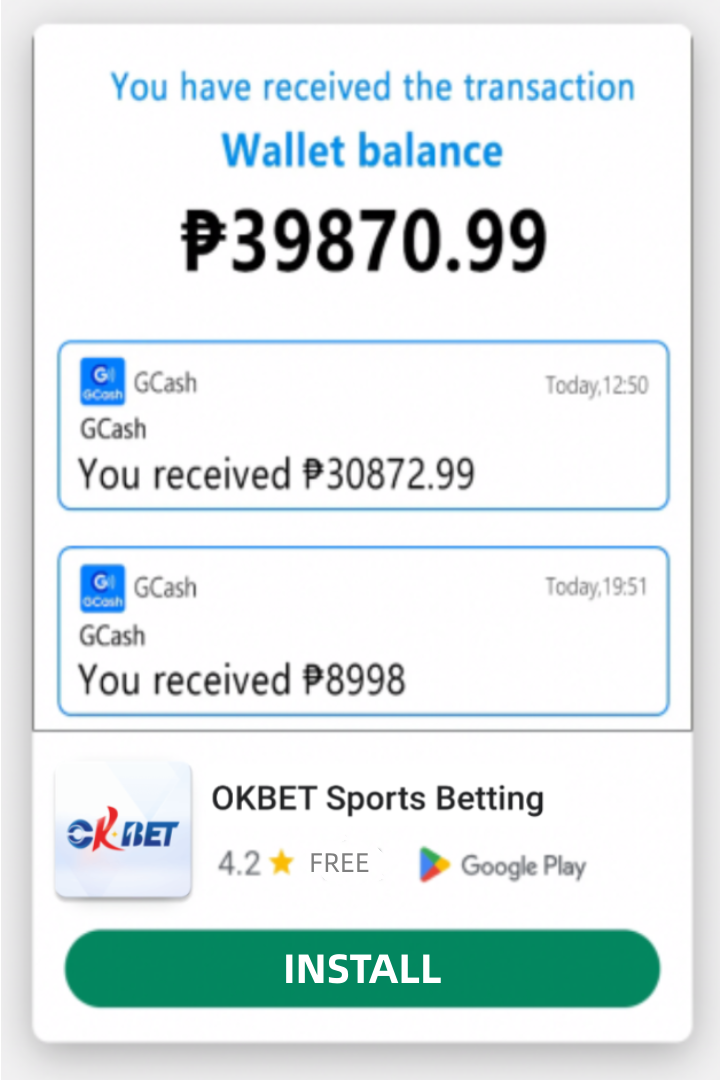 You have received the transaction
Wallet balance
₱39870.99
G
GCash
GCash
Today,12:50
GCash
You received ₱30872.99
G
GCash
GCash
Today,19:51
GCash
You received ₱8998
OKBET
OKBET Sports Betting
4.2 FREE Google Play
INSTALL